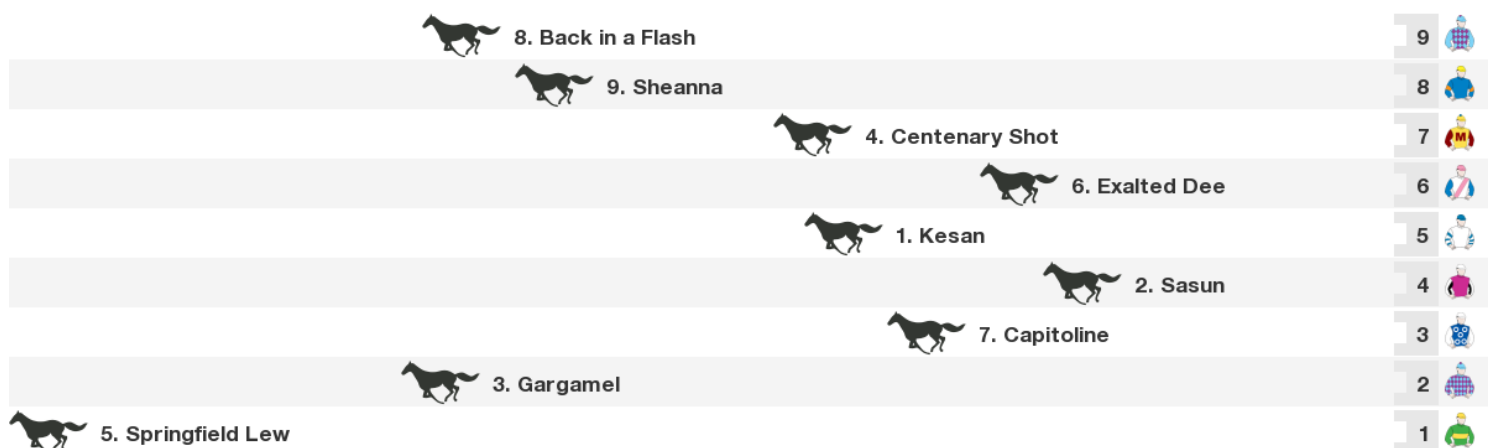 8. Back in a Flash 9
9. Sheanna 8
4. Centenary Shot 7
M
6. Exalted Dee 6
1. Kesan 5
2. Sasun 4
7. Capitoline 3
3. Gargamel 2
5. Springfield Lew 1